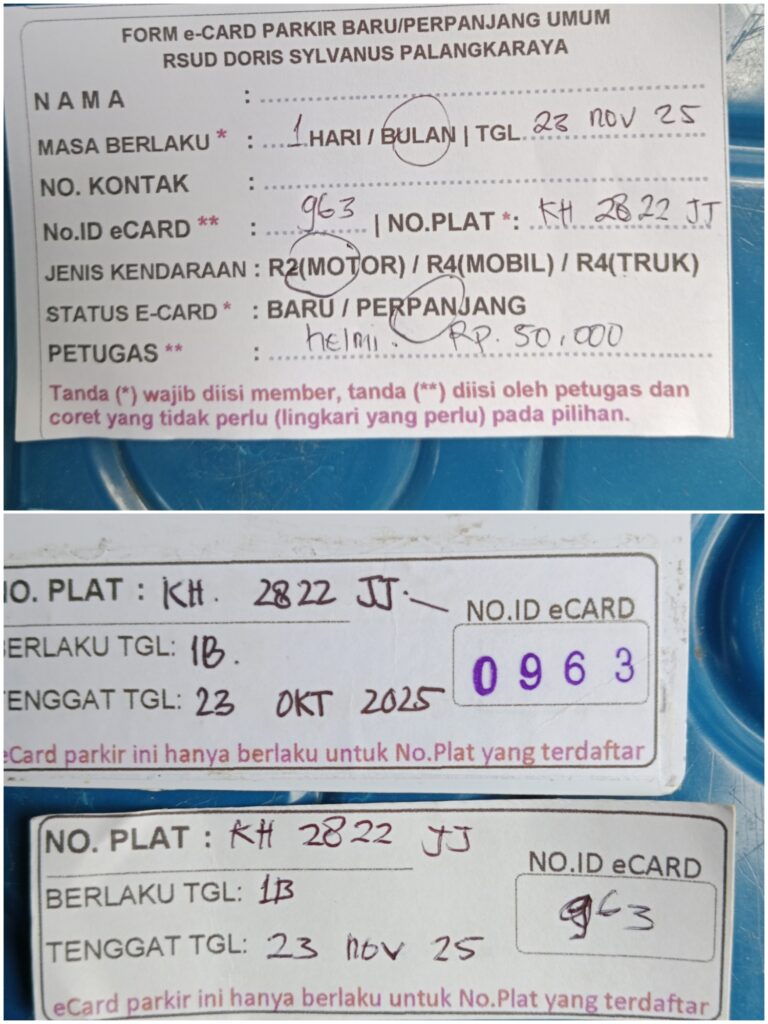 FORM e-CARD PARKIR BARU/PERPANJANG UMUM
RSUD DORIS SYLVANUS PALANGKARAYA
NAMA :
MASA BERLAKU * : 1 HARI / BULAN | TGL 23 NOV 25
NO. KONTAK :
No.ID eCARD ** : 963 | NO.PLAT *: KH 2822 JJ
JENIS KENDARAAN : R2(MOTOR) / R4(MOBIL) / R4(TRUK)
STATUS E-CARD * : BARU / PERPANJANG
PETUGAS ** : helmi. RP. 50.000
Tanda (*) wajib diisi member, tanda (**) diisi oleh petugas dan
coret yang tidak perlu (lingkari yang perlu) pada pilihan.
NO. PLAT : KH. 2822 JJ.
NO.ID eCARD
BERLAKU TGL: 1B.
0963
TENGGAT TGL: 23 OKT 2025
eCard parkir ini hanya berlaku untuk No.Plat yang terdaftar
NO. PLAT : KH 2822 JJ
NO.ID eCARD
BERLAKU TGL: 1B
963
TENGGAT TGL: 23 nov 25
eCard parkir ini hanya berlaku untuk No.Plat yang terdaftar